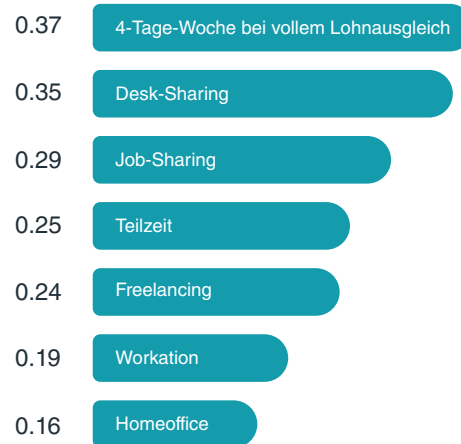 0.37 4-Tage-Woche bei vollem Lohnausgleich
0.35 Desk-Sharing
0.29 Job-Sharing
0.25 Teilzeit
0.24 Freelancing
0.19 Workation
0.16 Homeoffice